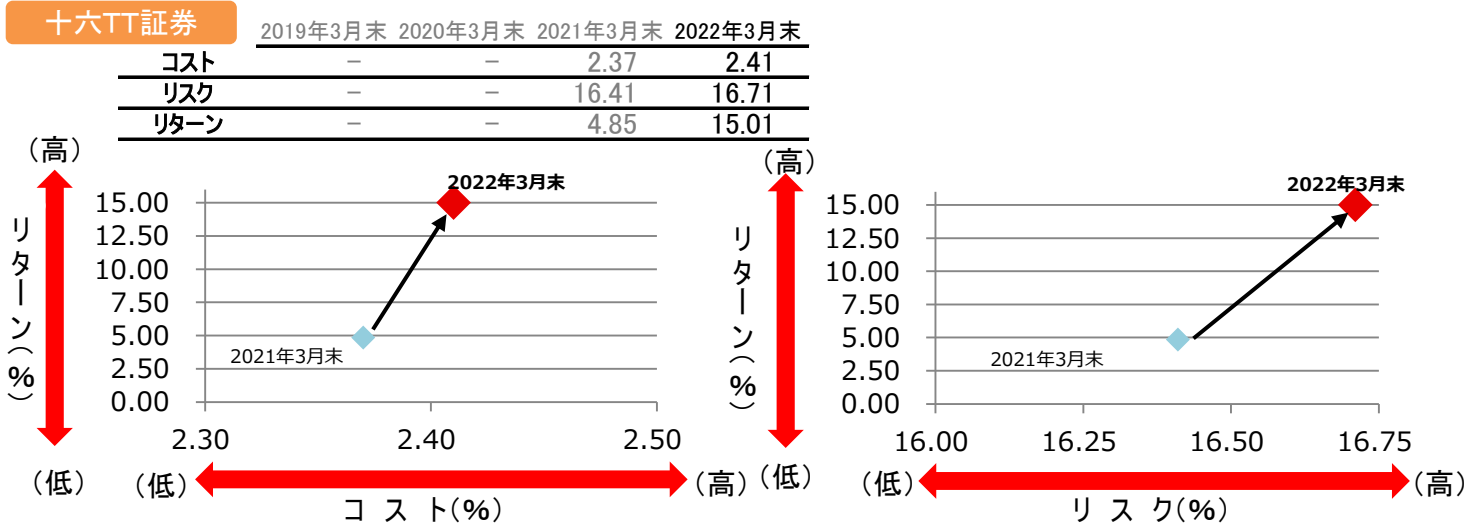 十六TT証券
2019年3月末 2020年3月末 2021年3月末 2022年3月末
コスト － － 2.37 2.41
リスク － － 16.41 16.71
リターン － － 4.85 15.01
(高)
リターン(%)
(低)
15.00
12.50
10.00
7.50
5.00
2.50
0.00
2022年3月末
2021年3月末
2.30 2.40 2.50
(低) (高)
コスト(%)
(高)
リターン(%)
(低)
15.00
12.50
10.00
7.50
5.00
2.50
0.00
2022年3月末
2021年3月末
16.00 16.25 16.50 16.75
(低) (高)
リスク(%)